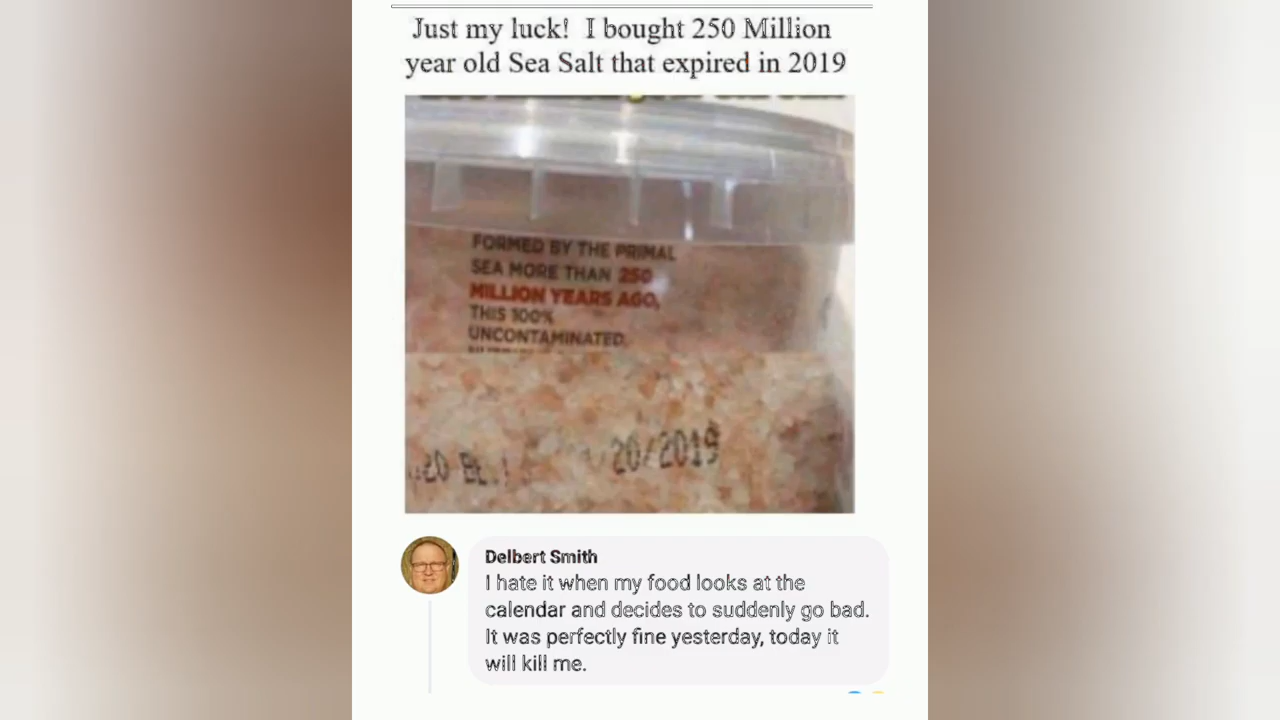 Just my luck! I bought 250 Million
year old Sea Salt that expired in 2019
FORMED BY THE PRIMAL
SEA MORE THAN 250
MILLION YEARS AGO,
THIS 100%
UNCONTAMINATED,
20/2019
Delbert Smith
I hate it when my food looks at the
calendar and decides to suddenly go bad.
It was perfectly fine yesterday, today it
will kill me.